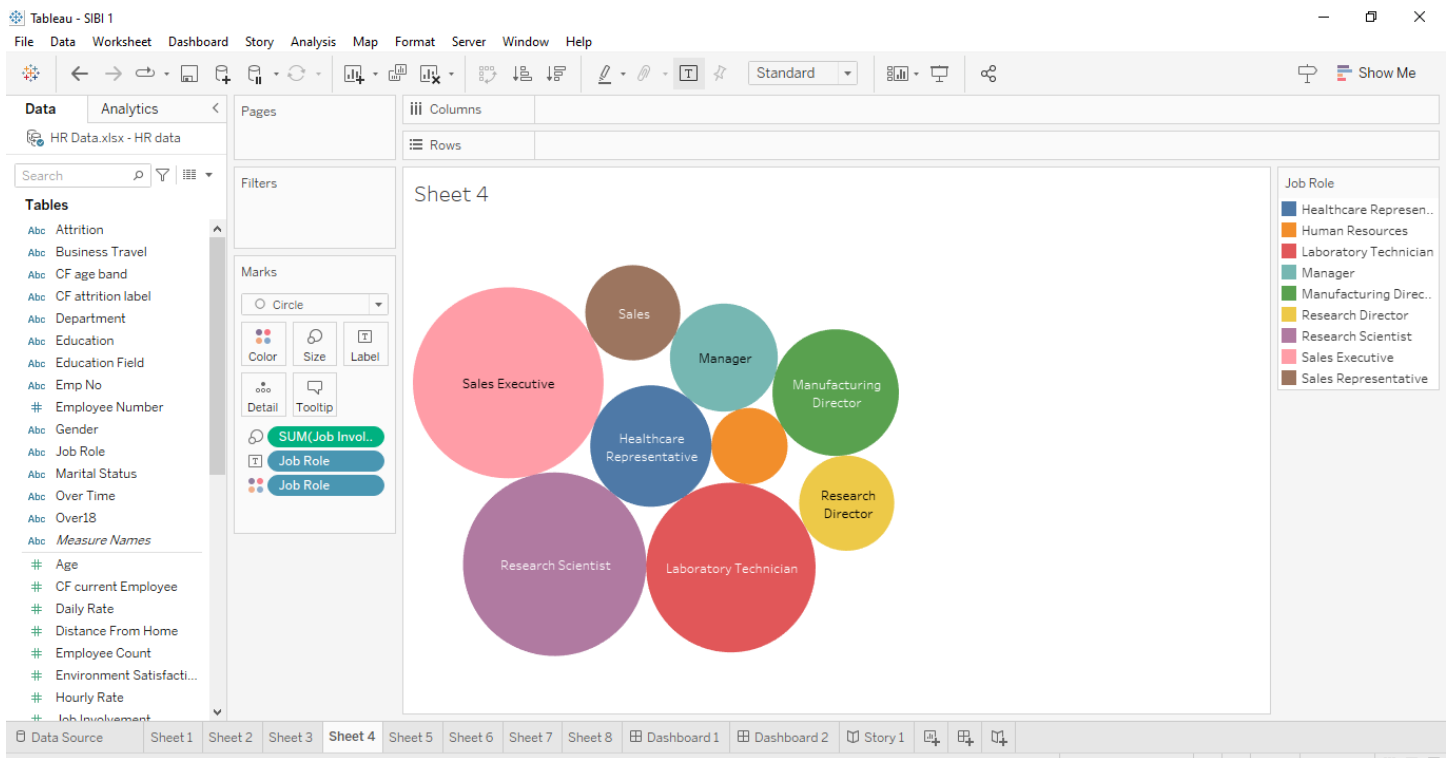 Tableau - SIBI 1
File Data Worksheet Dashboard Story Analysis Map Format Server Window Help
Standard
Show Me
Data Analytics
HR Data.xlsx - HR data
Search
Tables
Abc Attrition
Abc Business Travel
Abc CF age band
Abc CF attrition label
Abc Department
Abc Education
Abc Education Field
Abc Emp No
# Employee Number
Abc Gender
Abc Job Role
Abc Marital Status
Abc Over Time
Abc Over18
Abc Measure Names
# Age
# CF current Employee
# Daily Rate
# Distance From Home
# Employee Count
# Environment Satisfacti...
# Hourly Rate
# Job Involvement
Pages
Filters
Marks
Circle
Color Size Label
Detail Tooltip
SUM(Job Invol..
T Job Role
Job Role
iii Columns
Rows
Sheet 4
Sales
Manager
Sales Executive
Manufacturing
Director
Healthcare
Representative
Research
Director
Research Scientist
Laboratory Technician
Job Role
Healthcare Represen..
Human Resources
Laboratory Technician
Manager
Manufacturing Direc..
Research Director
Research Scientist
Sales Executive
Sales Representative
Data Source Sheet 1 Sheet 2 Sheet 3 Sheet 4 Sheet 5 Sheet 6 Sheet 7 Sheet 8 Dashboard 1 Dashboard 2 Story 1